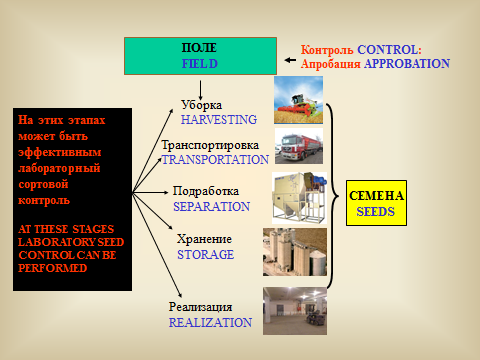 ПОЛЕ
FIELD
Контроль CONTROL:
Апробация APPROBATION
Уборка
HARVESTING
Транспортировка
TRANSPORTATION
Подработка
SEPARATION
Хранение
STORAGE
Реализация
REALIZATION
На этих этапах
может быть
эффективным
лабораторный
сортовой
контроль
AT THESE STAGES
LABORATORY SEED
CONTROL CAN BE
PERFORMED
СЕМЕНА
SEEDS